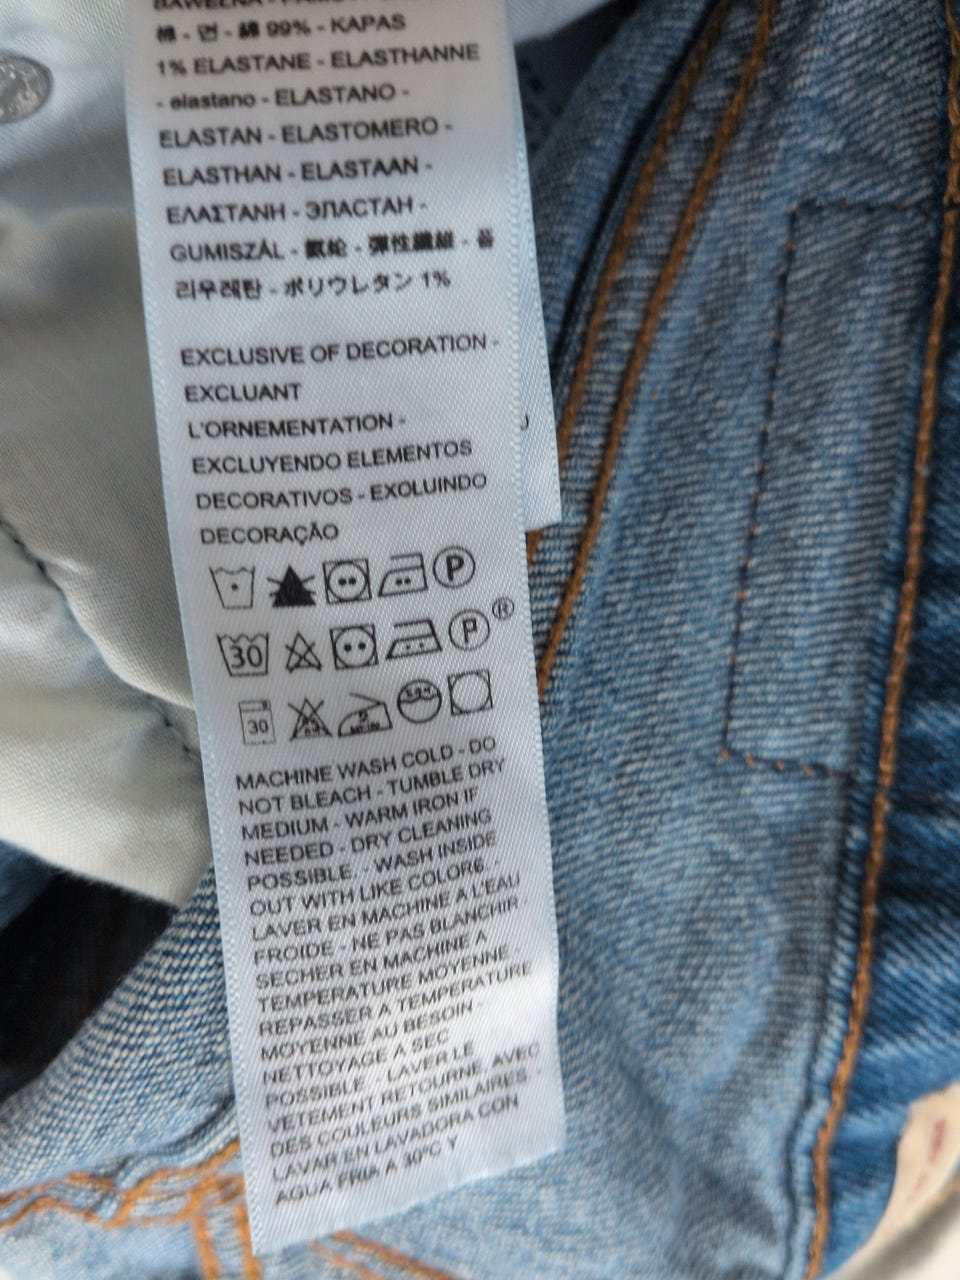 BAWEŁNA -
棉 - 면 - 綿 99% - KAPAS
1% ELASTANE - ELASTHANNE
- elastano - ELASTANO -
ELASTAN - ELASTOMERO -
ELASTHAN - ELASTAAN -
ΕΛΑΣΤΑΝΗ - ЭЛАСТАН -
GUMISZÁL - 氨綸 - 彈性纖維 - 폴
리우레탄 - ポリウレタン 1%
EXCLUSIVE OF DECORATION -
EXCLUANT
L'ORNEMENTATION -
EXCLUYENDO ELEMENTOS
DECORATIVOS - EXOLUINDO
DECORAÇÃO
P
30 P ®
30
MACHINE WASH COLD - DO
NOT BLEACH - TUMBLE DRY
MEDIUM - WARM IRON IF
NEEDED - DRY CLEANING
POSSIBLE. - WASH INSIDE
OUT WITH LIKE COLORS -
LAVER EN MACHINE A L'EAU
FROIDE - NE PAS BLANCHIR -
SECHER EN MACHINE A
TEMPERATURE MOYENNE
REPASSER A TEMPERATURE
MOYENNE AU BESOIN -
NETTOYAGE A SEC
POSSIBLE. - LAVER LE
VETEMENT RETOURNE AVEC
DES COULEURS SIMILAIRES -
LAVAR EN LAVADORA CON
AGUA FRIA A 30ºC Y